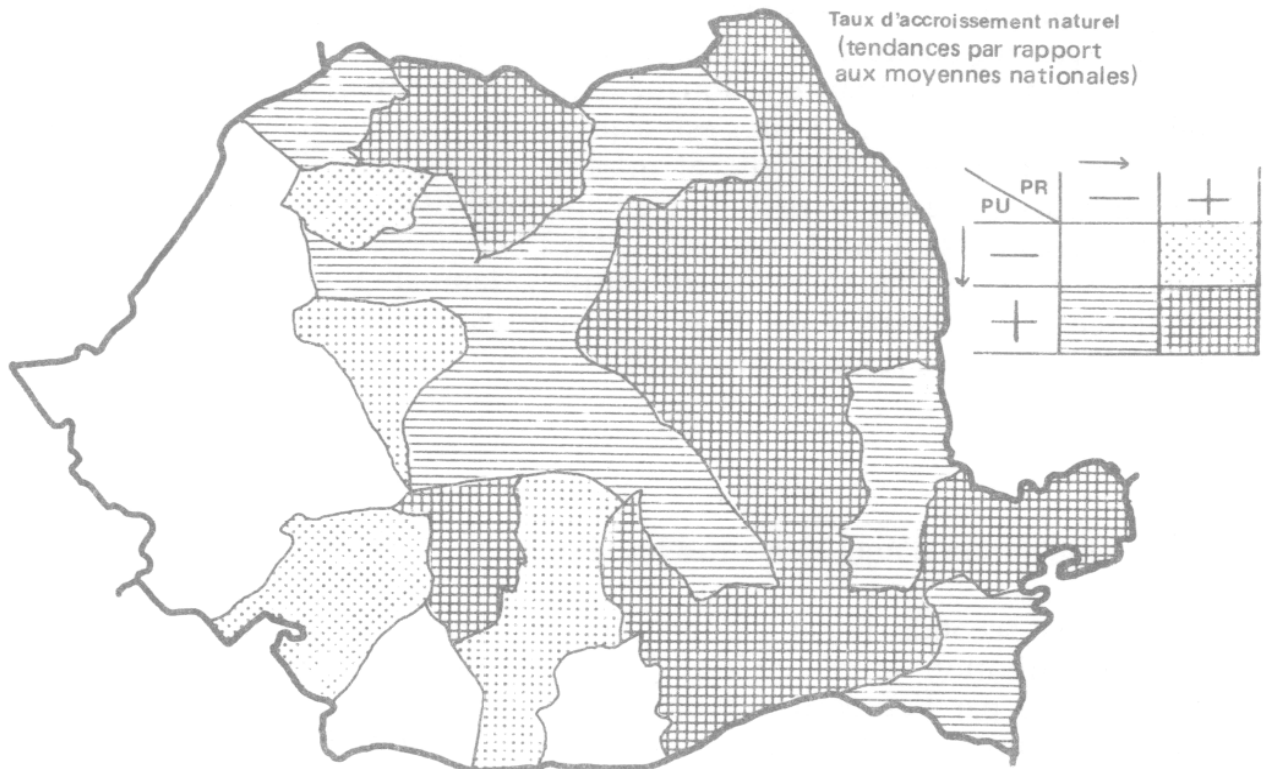 Taux d'accroissement naturel
(tendances par rapport
aux moyennes nationales)
PR
PU
— +
—
+